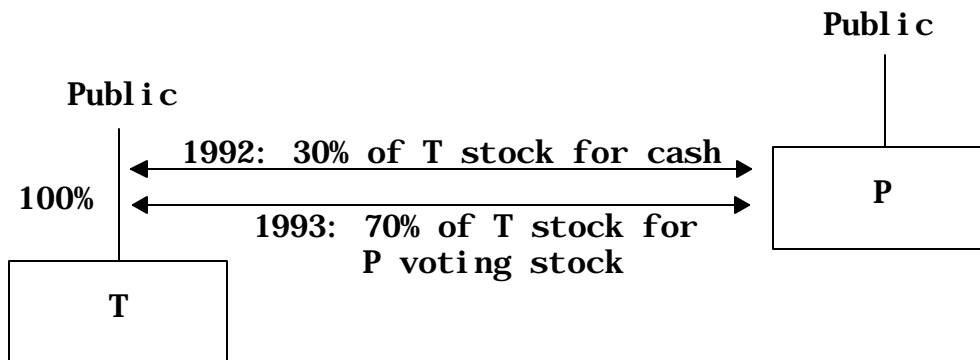 Public
Public
1992: 30% of T stock for cash
100%
P
1993: 70% of T stock for
P voting stock
T